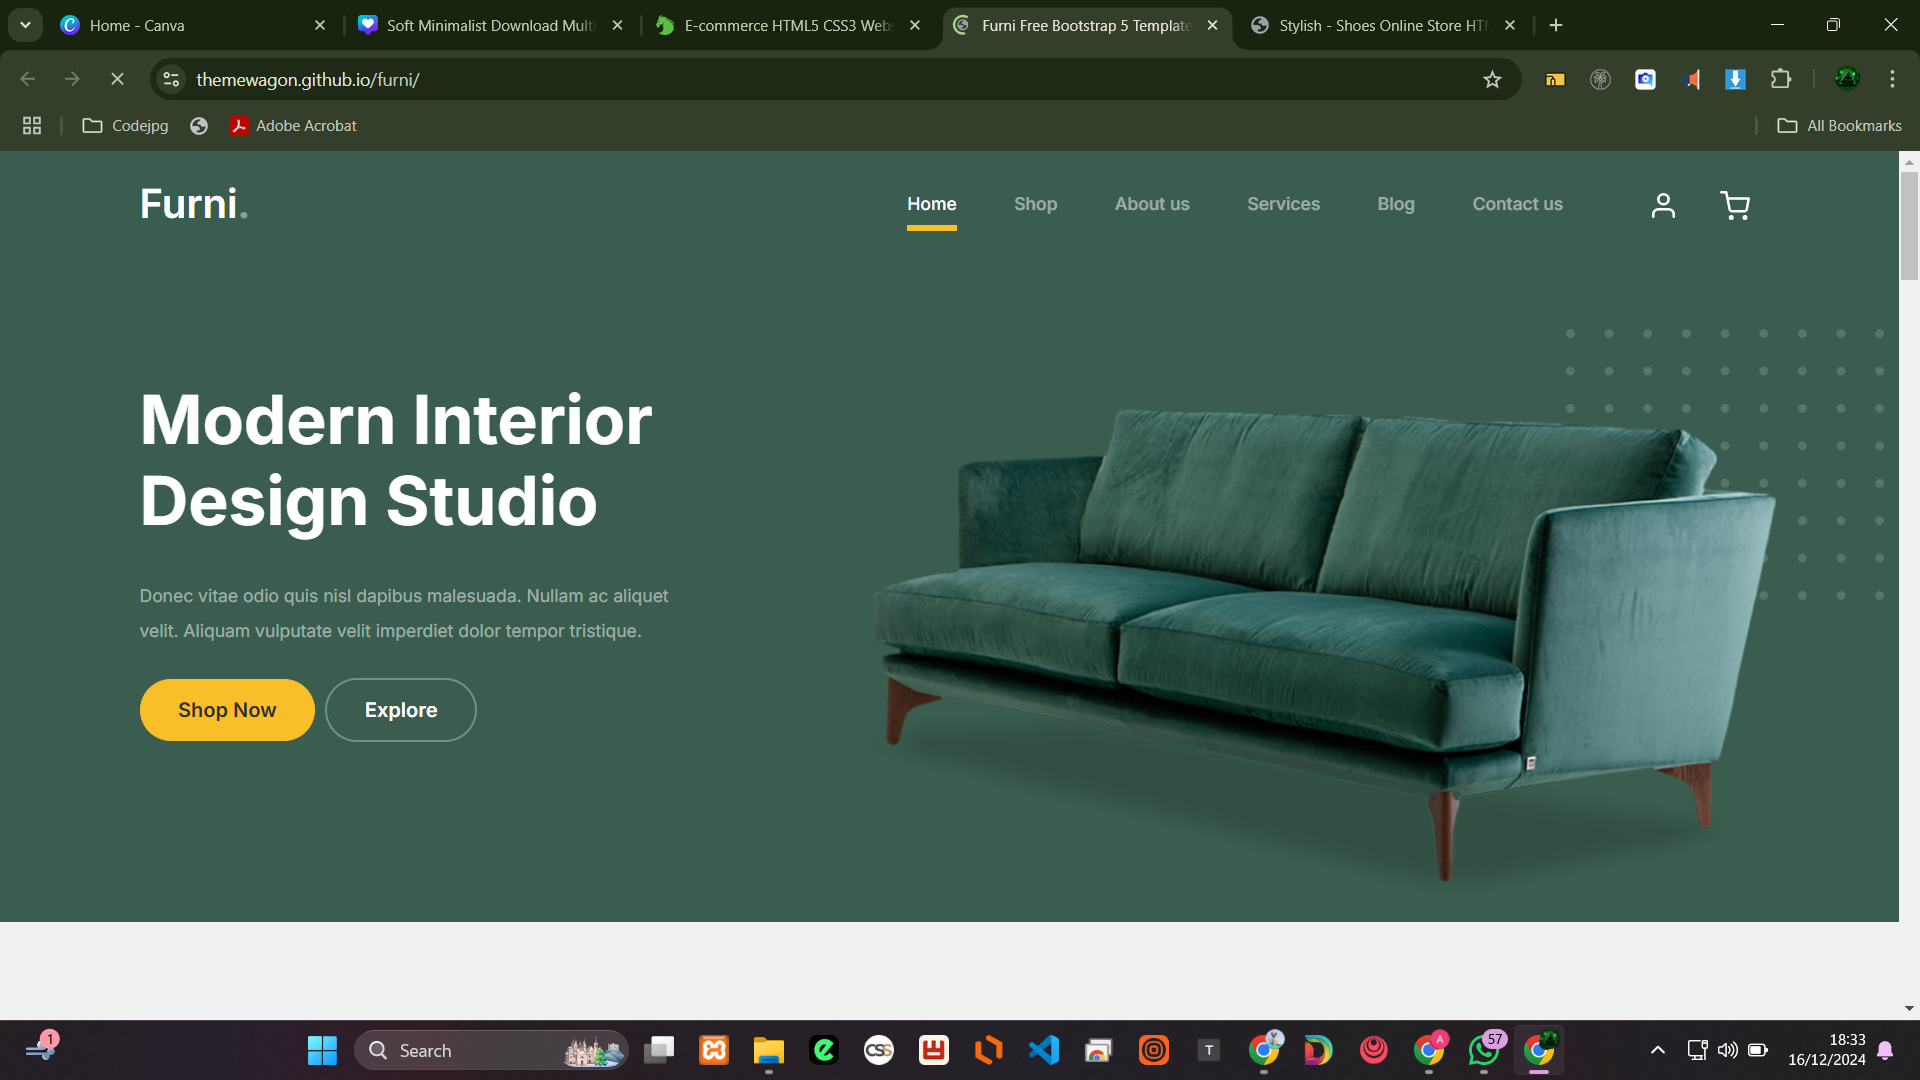 Home - Canva
Soft Minimalist Download Multi
E-commerce HTML5 CSS3 Webs
Furni Free Bootstrap 5 Template
Stylish - Shoes Online Store HTM
themewagon.github.io/furni/
Codejpg
Adobe Acrobat
All Bookmarks
Furni.
Home
Shop
About us
Services
Blog
Contact us
Modern Interior
Design Studio
Donec vitae odio quis nisl dapibus malesuada. Nullam ac aliquet
velit. Aliquam vulputate velit imperdiet dolor tempor tristique.
Shop Now
Explore
1
Search
CSS
T
A
57
18:33
16/12/2024